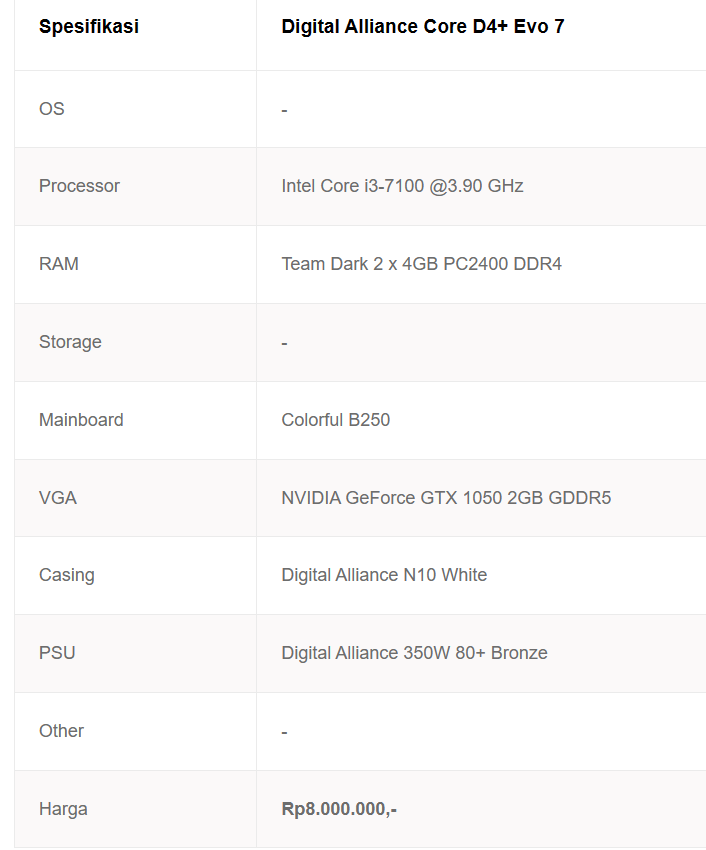 Spesifikasi Digital Alliance Core D4+ Evo 7
OS -
Processor Intel Core i3-7100 @3.90 GHz
RAM Team Dark 2 x 4GB PC2400 DDR4
Storage -
Mainboard Colorful B250
VGA NVIDIA GeForce GTX 1050 2GB GDDR5
Casing Digital Alliance N10 White
PSU Digital Alliance 350W 80+ Bronze
Other -
Harga Rp8.000.000,-